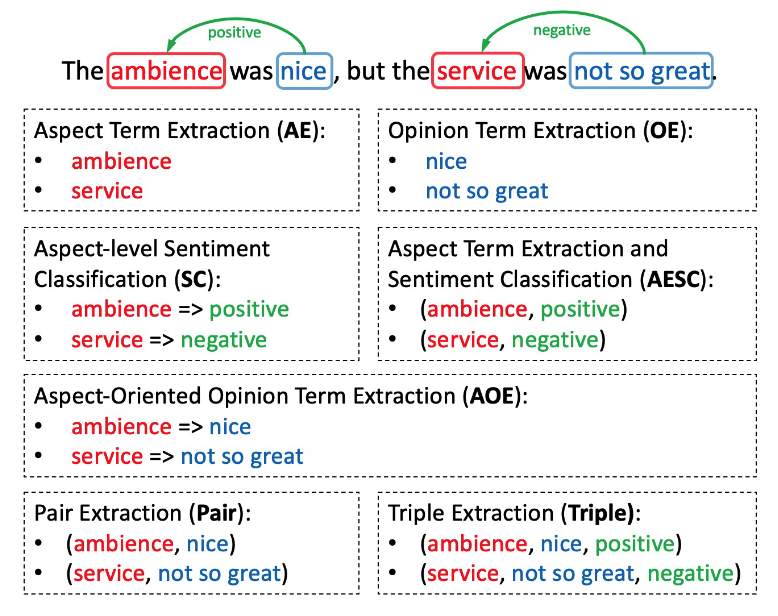 positive negative
The ambience was nice, but the service was not so great.
Aspect Term Extraction (AE):
• ambience
• service
Opinion Term Extraction (OE):
• nice
• not so great
Aspect-level Sentiment
Classification (SC):
• ambience => positive
• service => negative
Aspect Term Extraction and
Sentiment Classification (AESC):
• (ambience, positive)
• (service, negative)
Aspect-Oriented Opinion Term Extraction (AOE):
• ambience => nice
• service => not so great
Pair Extraction (Pair):
• (ambience, nice)
• (service, not so great)
Triple Extraction (Triple):
• (ambience, nice, positive)
• (service, not so great, negative)